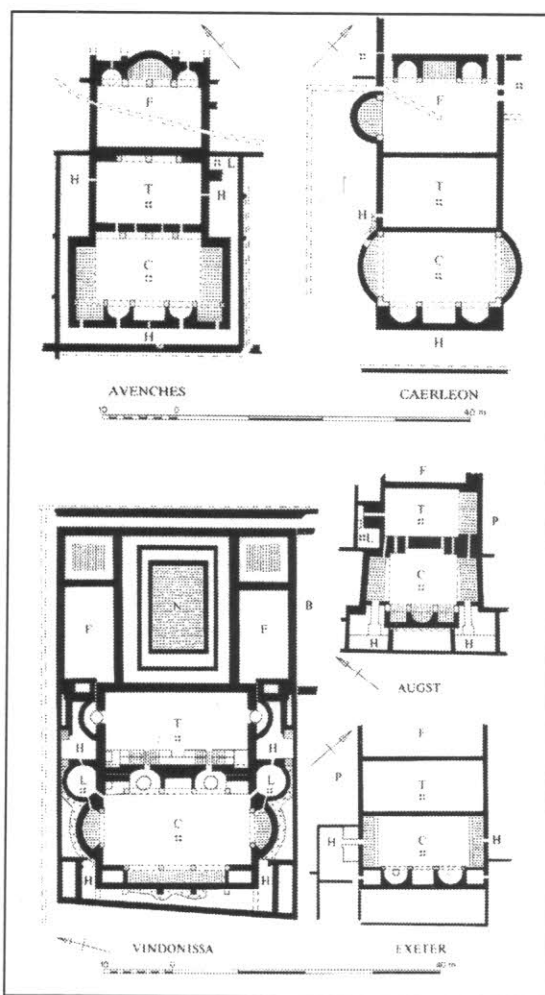 F
F
L
H
T
H
T
H
C
C
H
H
AVENCHES
CAERLEON
10 0 40 m
F
T
P
L
N
B
C
F
F
H H
AUGST
T
H
H
F
L
L
P
T
C
H
C
H
H
H
VINDONISSA
EXETER
10 0 40 m